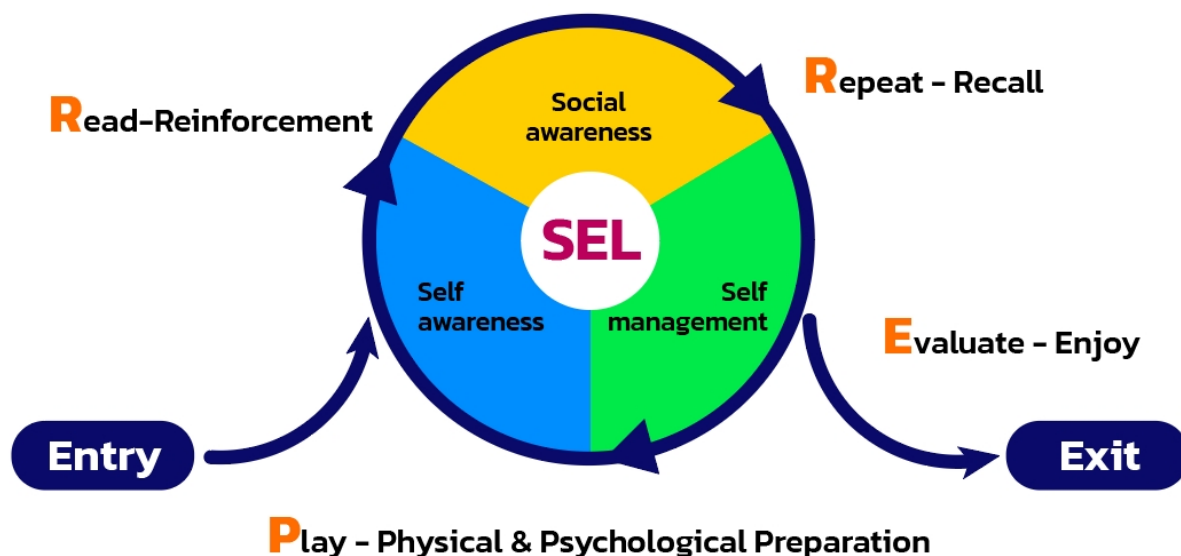 Social
awareness
Repeat - Recall
Read-Reinforcement
SEL
Self
awareness
Self
management
Evaluate - Enjoy
Entry
Exit
Play - Physical & Psychological Preparation